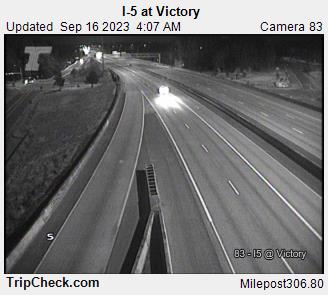 I-5 at Victory
Updated Sep 16 2023 4:07 AM Camera 83
T
S
83 - I5 @ Victory
TripCheck.com Milepost306.80